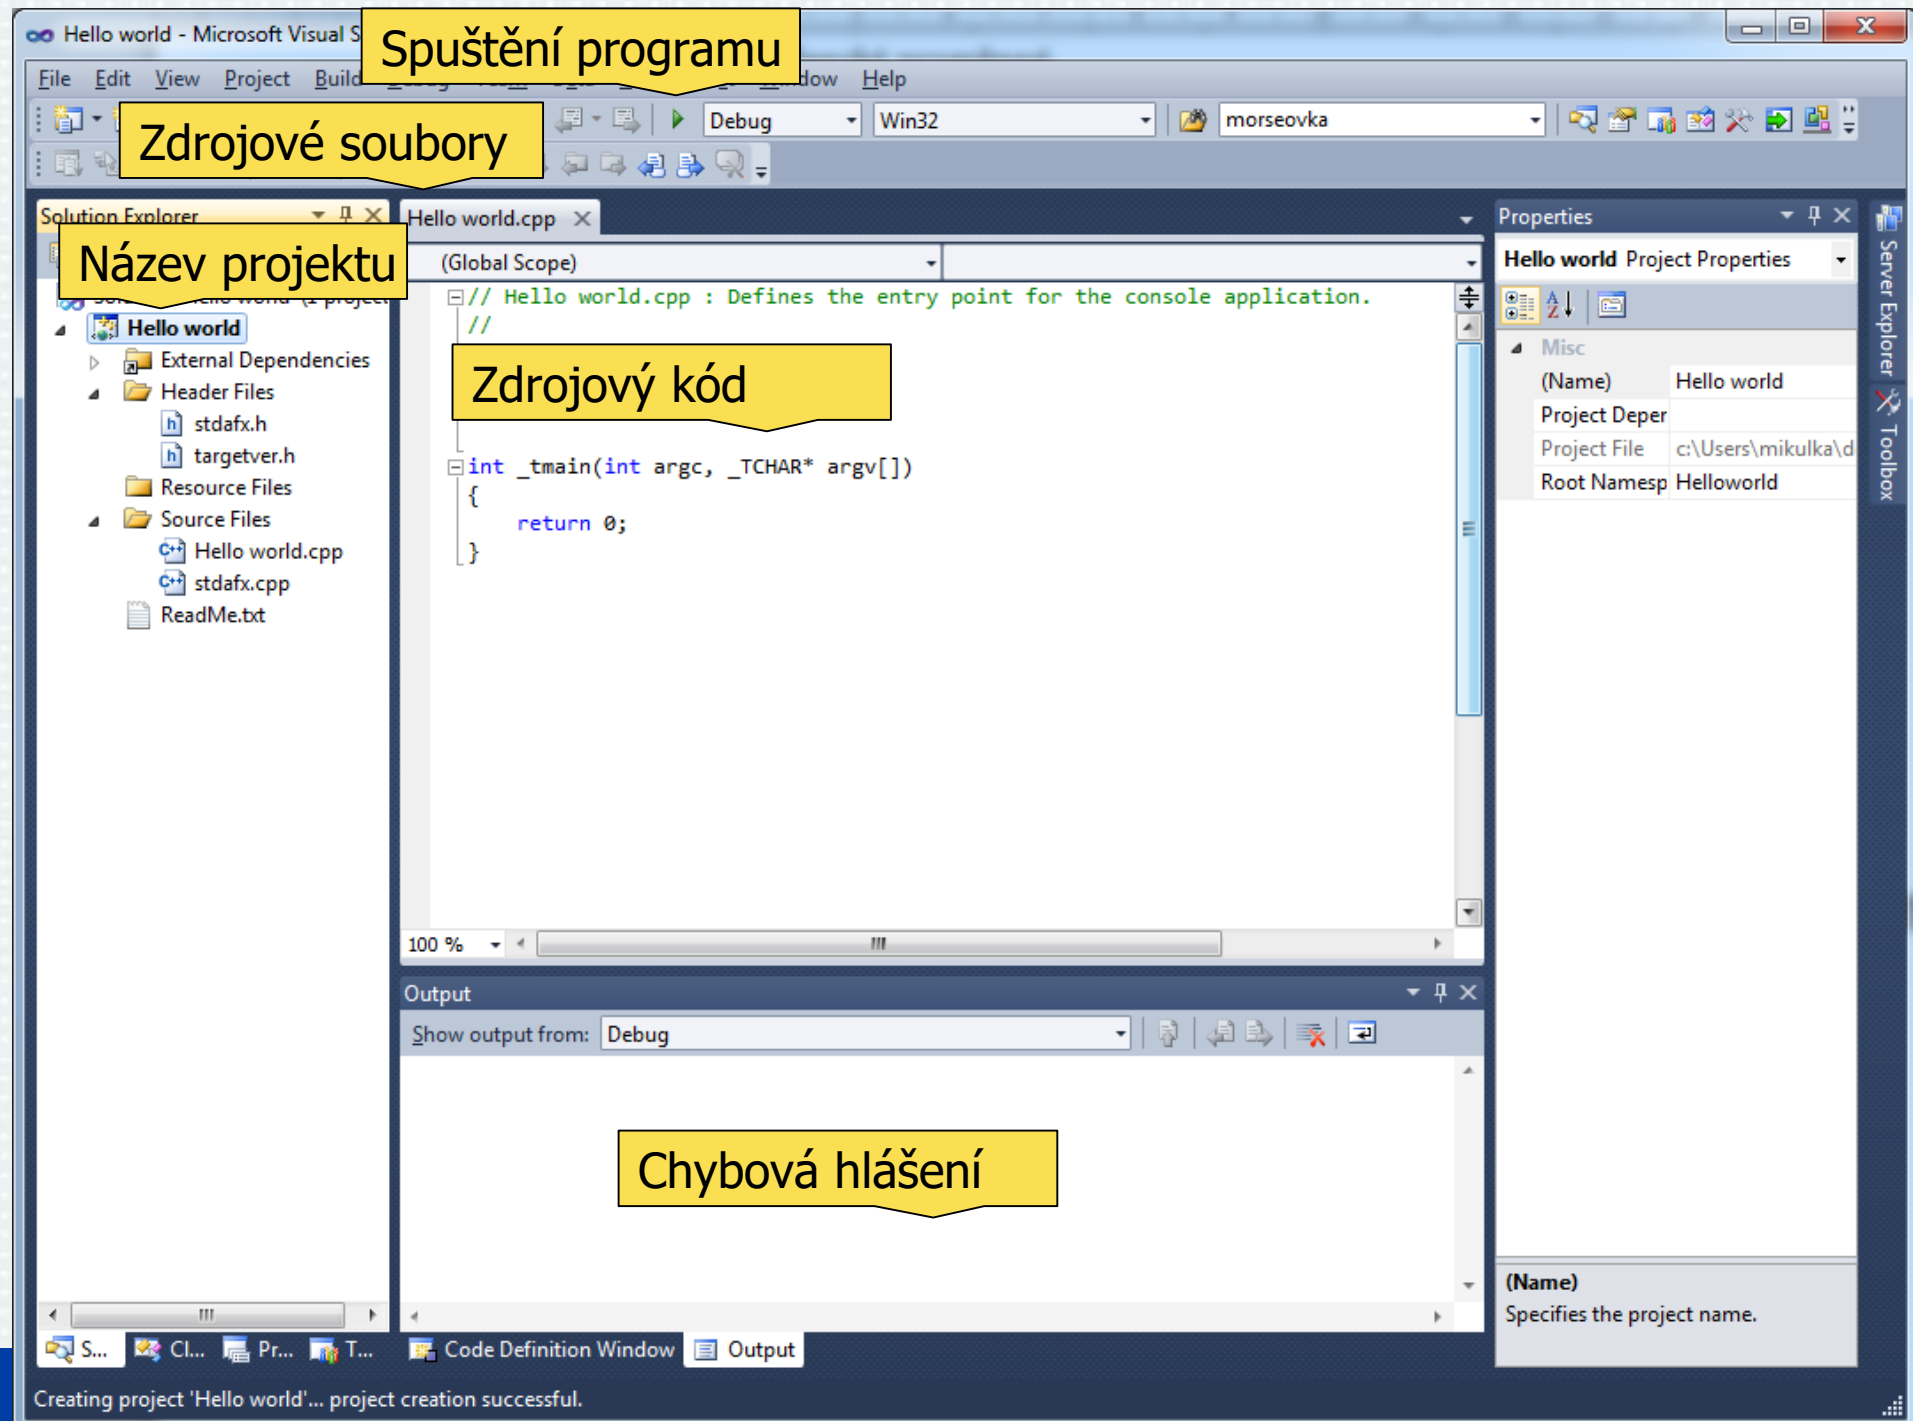 Hello world - Microsoft Visual S
Spuštění programu
File Edit View Project Build
Window Help
Zdrojové soubory
Debug
Win32
morseovka
Solution Explorer
Název projektu
Hello world
External Dependencies
Header Files
stdafx.h
targetver.h
Resource Files
Source Files
Hello world.cpp
stdafx.cpp
ReadMe.txt
Hello world.cpp
(Global Scope)
// Hello world.cpp : Defines the entry point for the console application.
//
Zdrojový kód
int _tmain(int argc, _TCHAR* argv[])
{
return 0;
}
100 %
Output
Show output from: Debug
Chybová hlášení
Properties
Hello world Project Properties
Misc
(Name) Hello world
Project Deper
Project File c:\Users\mikulka\d
Root Namesp Helloworld
(Name)
Specifies the project name.
Server Explorer
Toolbox
S... Cl... Pr... T...
Code Definition Window Output
Creating project 'Hello world'... project creation successful.